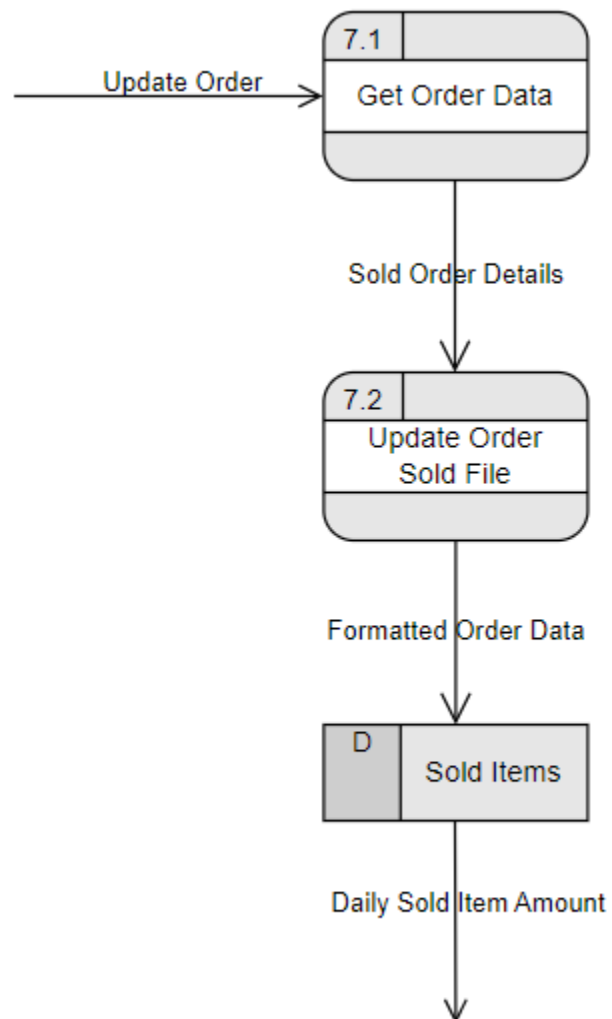 7.1
Update Order
Get Order Data
Sold Order Details
7.2
Update Order
Sold File
Formatted Order Data
D
Sold Items
Daily Sold Item Amount